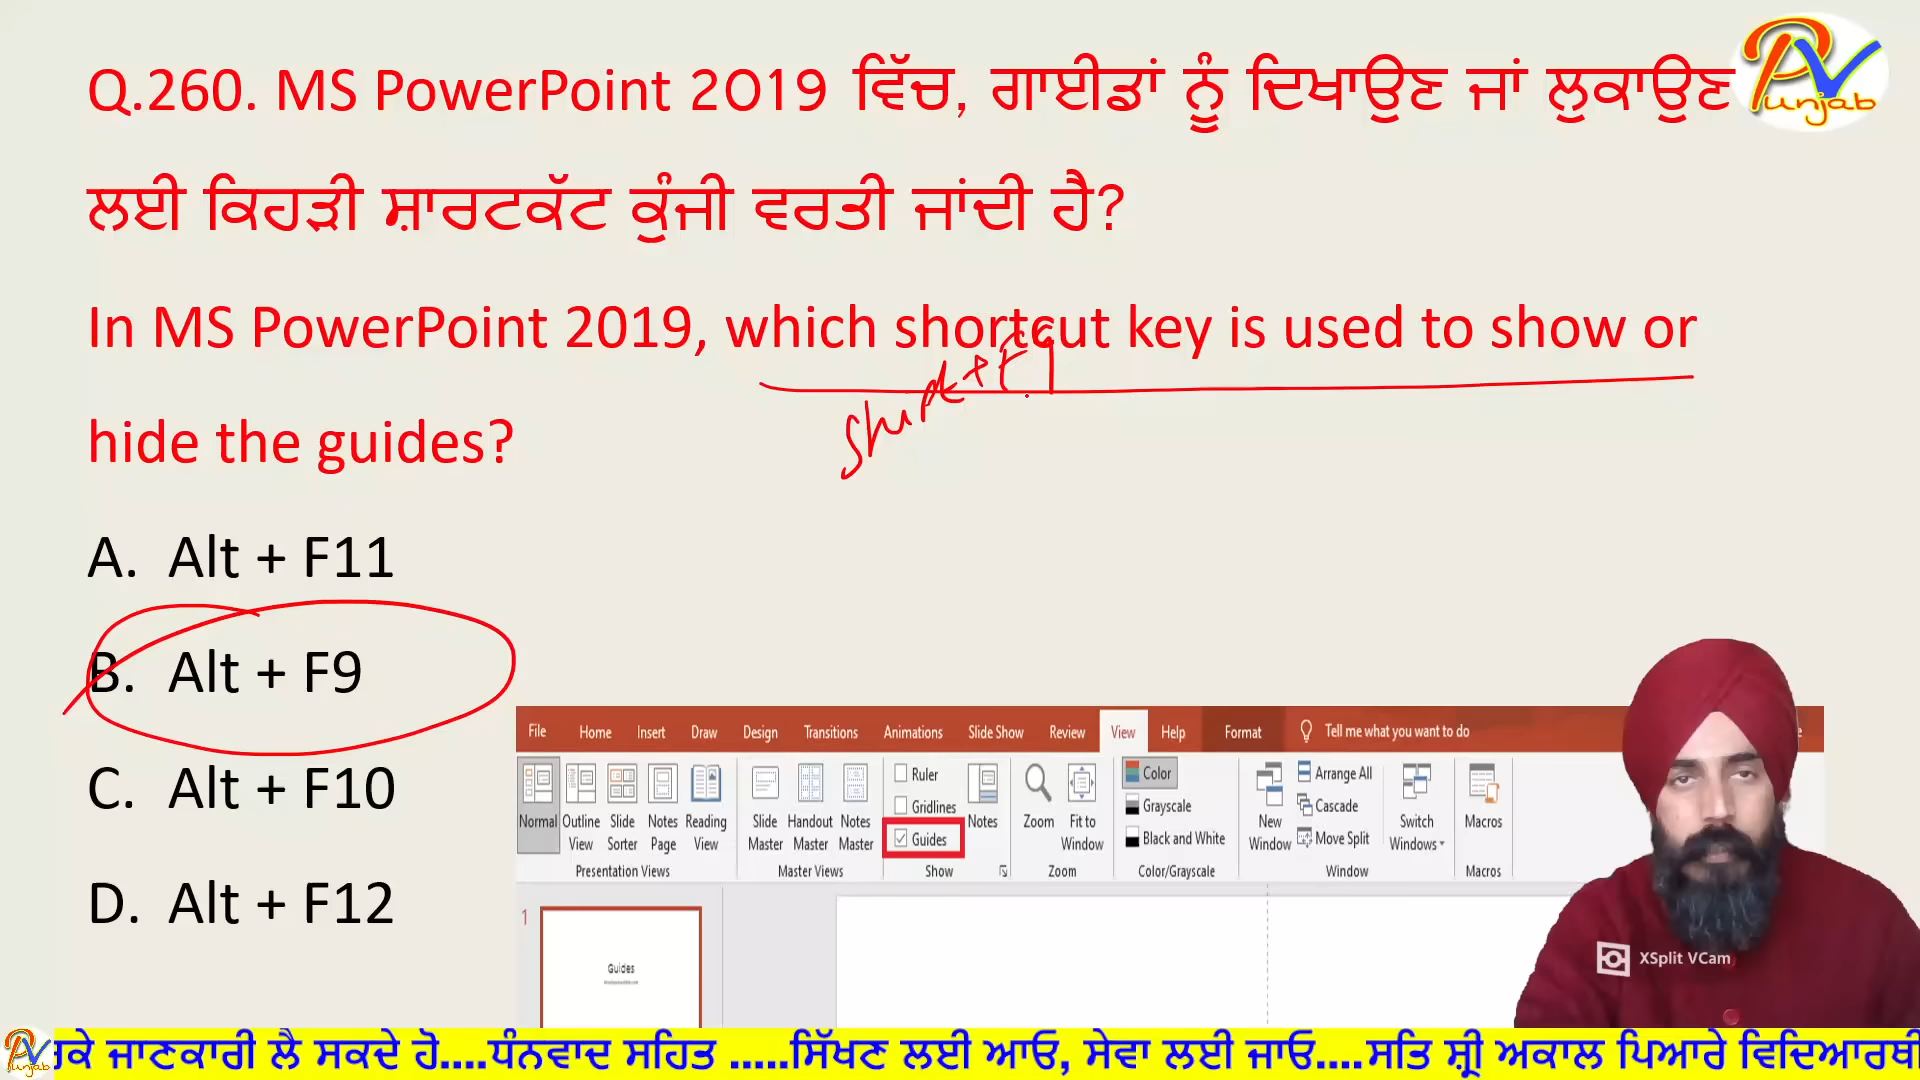 Q.260. MS PowerPoint 2019 ਵਿੱਚ, ਗਾਈਡਾਂ ਨੂੰ ਦਿਖਾਉਣ ਜਾਂ ਲੁਕਾਉਣ
ਲਈ ਕਿਹੜੀ ਸ਼ਾਰਟਕੱਟ ਕੁੰਜੀ ਵਰਤੀ ਜਾਂਦੀ ਹੈ?
In MS PowerPoint 2019, which shortcut key is used to show or
hide the guides?
A. Alt + F11
B. Alt + F9
C. Alt + F10
D. Alt + F12
+ F9
PV
unjab
File Home Insert Draw Design Transitions Animations Slide Show Review View Help Format Tell me what you want to do
Ruler Color Arrange All
Gridlines Grayscale Cascade
Normal Outline View Slide Sorter Notes Page Reading View Slide Master Handout Master Notes Master Guides Notes Zoom Fit to Window Black and White New Window Move Split Switch Windows Macros
Presentation Views Master Views Show Zoom Color/Grayscale Window Macros
1
Guides
XSplit VCam
ਕੇ ਜਾਣਕਾਰੀ ਲੈ ਸਕਦੇ ਹੋ....ਧੰਨਵਾਦ ਸਹਿਤ .....ਸਿੱਖਣ ਲਈ ਆਓ, ਸੇਵਾ ਲਈ ਜਾਓ....ਸਤਿ ਸ਼੍ਰੀ ਅਕਾਲ ਪਿਆਰੇ